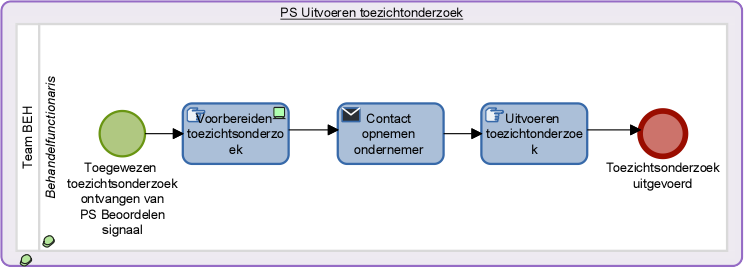 PS Uitvoeren toezichtonderzoek
Team BEH
Behandelfunctionaris
Toegewezen
toezichtsonderzoek
ontvangen van
PS Beoordelen
signaal
Voorbereiden
toezichtsonderzo
ek
Contact
opnemen
ondernemer
Uitvoeren
toezichtonderzoe
k
Toezichtsonderzoek
uitgevoerd